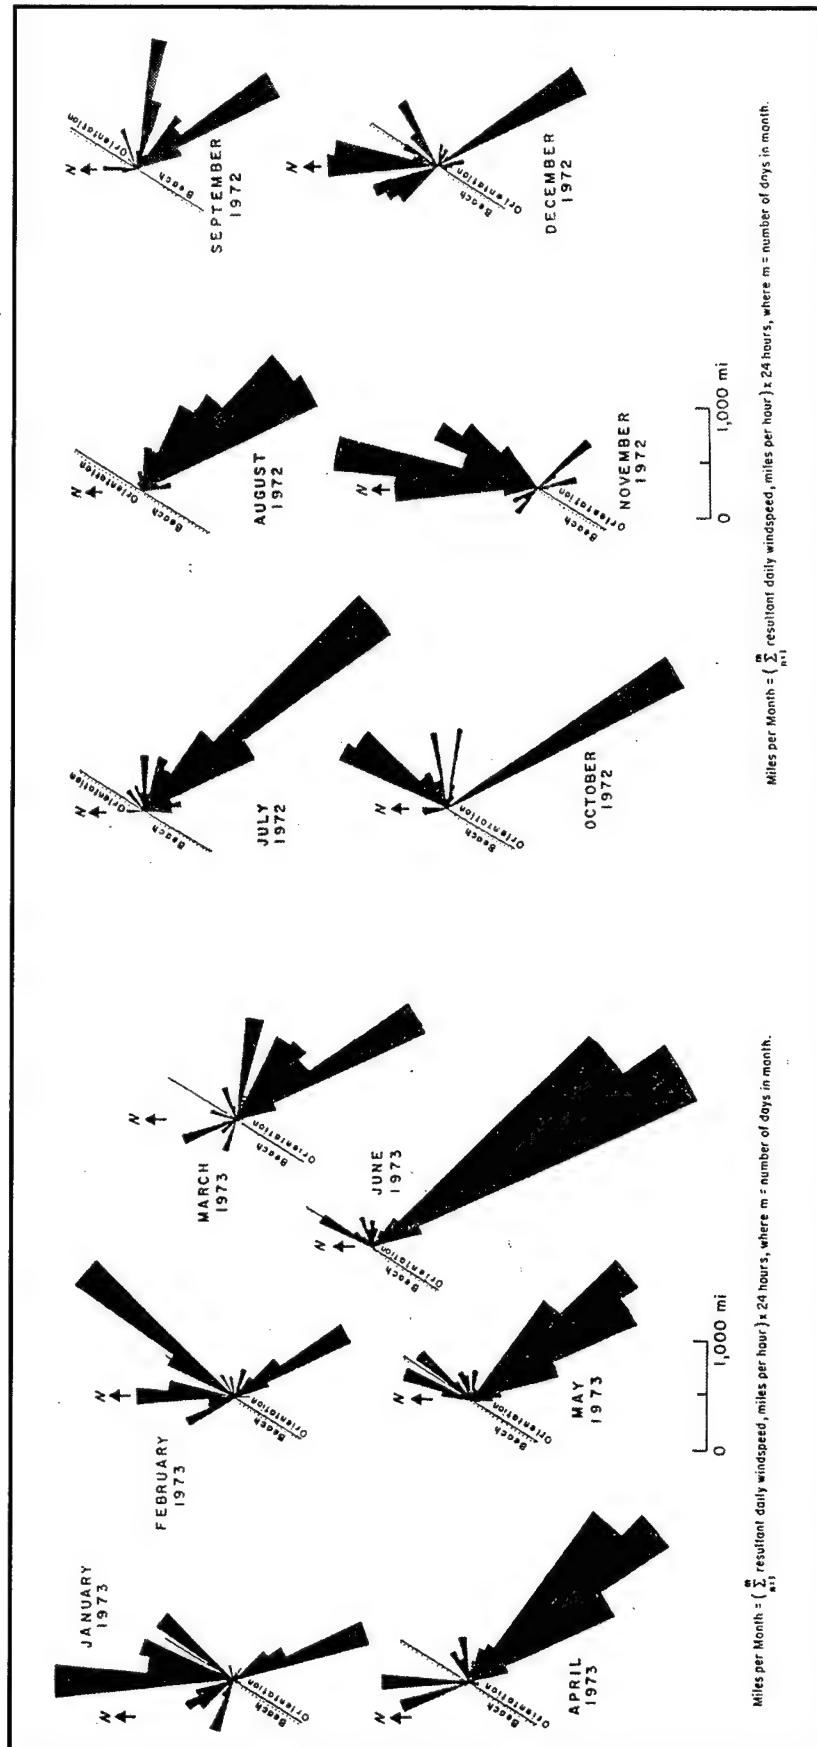 N
Orientation
Beach
JULY
1972
N
Orientation
Beach
AUGUST
1972
N
Orientation
Beach
SEPTEMBER
1972
N
Beach
Orientation
OCTOBER
1972
N
Beach
Orientation
NOVEMBER
1972
N
Beach
Orientation
DECEMBER
1972
0 1,000 mi
Miles per Month = ( m Σ n=1 resultant daily windspeed, miles per hour ) x 24 hours, where m = number of days in month.
JANUARY
1973
N
Beach
Orientation
FEBRUARY
1973
N
Beach
Orientation
MARCH
1973
N
Beach
Orientation
APRIL
1973
N
Beach
Orientation
MAY
1973
N
Beach
Orientation
JUNE
1973
N
Beach
Orientation
0 1,000 mi
Miles per Month = ( m Σ n=1 resultant daily windspeed, miles per hour ) x 24 hours, where m = number of days in month.